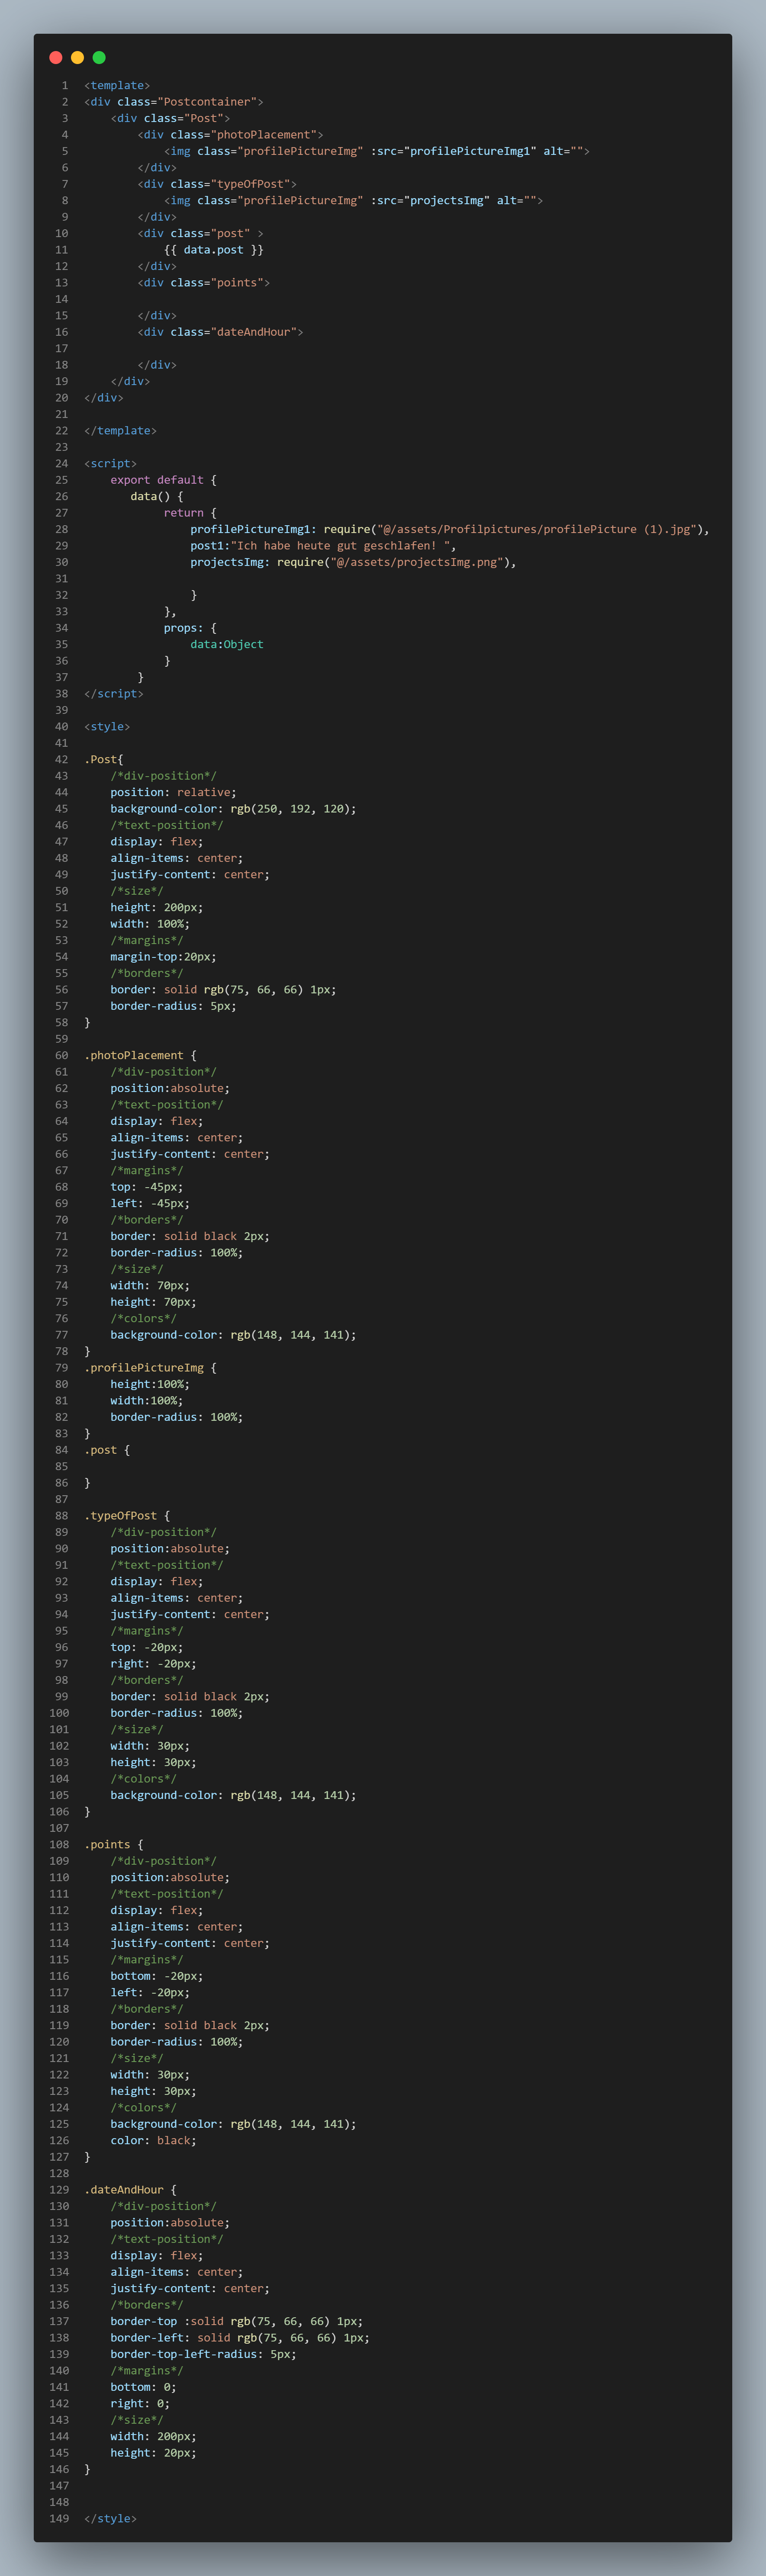 1 <template>
2 <div class="Postcontainer">
3     <div class="Post">
4         <div class="photoPlacement">
5             <img class="profilePictureImg" :src="profilePictureImg1" alt="">
6         </div>
7         <div class="typeOfPost">
8             <img class="profilePictureImg" :src="projectsImg" alt="">
9         </div>
10         <div class="post" >
11             {{ data.post }}
12         </div>
13         <div class="points">
14
15         </div>
16         <div class="dateAndHour">
17
18         </div>
19     </div>
20 </div>
21
22 </template>
23
24 <script>
25     export default {
26        data() {
27             return {
28                 profilePictureImg1: require("@/assets/Profilpictures/profilePicture (1).jpg"),
29                 post1:"Ich habe heute gut geschlafen! ",
30                 projectsImg: require("@/assets/projectsImg.png"),
31
32                 }
33             },
34             props: {
35                 data:Object
36             }
37         }
38 </script>
39
40 <style>
41
42 .Post{
43     /*div-position*/
44     position: relative;
45     background-color: rgb(250, 192, 120);
46     /*text-position*/
47     display: flex;
48     align-items: center;
49     justify-content: center;
50     /*size*/
51     height: 200px;
52     width: 100%;
53     /*margins*/
54     margin-top:20px;
55     /*borders*/
56     border: solid rgb(75, 66, 66) 1px;
57     border-radius: 5px;
58 }
59
60 .photoPlacement {
61     /*div-position*/
62     position:absolute;
63     /*text-position*/
64     display: flex;
65     align-items: center;
66     justify-content: center;
67     /*margins*/
68     top: -45px;
69     left: -45px;
70     /*borders*/
71     border: solid black 2px;
72     border-radius: 100%;
73     /*size*/
74     width: 70px;
75     height: 70px;
76     /*colors*/
77     background-color: rgb(148, 144, 141);
78 }
79 .profilePictureImg {
80     height:100%;
81     width:100%;
82     border-radius: 100%;
83 }
84 .post {
85
86 }
87
88 .typeOfPost {
89     /*div-position*/
90     position:absolute;
91     /*text-position*/
92     display: flex;
93     align-items: center;
94     justify-content: center;
95     /*margins*/
96     top: -20px;
97     right: -20px;
98     /*borders*/
99     border: solid black 2px;
100     border-radius: 100%;
101     /*size*/
102     width: 30px;
103     height: 30px;
104     /*colors*/
105     background-color: rgb(148, 144, 141);
106 }
107
108 .points {
109     /*div-position*/
110     position:absolute;
111     /*text-position*/
112     display: flex;
113     align-items: center;
114     justify-content: center;
115     /*margins*/
116     bottom: -20px;
117     left: -20px;
118     /*borders*/
119     border: solid black 2px;
120     border-radius: 100%;
121     /*size*/
122     width: 30px;
123     height: 30px;
124     /*colors*/
125     background-color: rgb(148, 144, 141);
126     color: black;
127 }
128
129 .dateAndHour {
130     /*div-position*/
131     position:absolute;
132     /*text-position*/
133     display: flex;
134     align-items: center;
135     justify-content: center;
136     /*borders*/
137     border-top :solid rgb(75, 66, 66) 1px;
138     border-left: solid rgb(75, 66, 66) 1px;
139     border-top-left-radius: 5px;
140     /*margins*/
141     bottom: 0;
142     right: 0;
143     /*size*/
144     width: 200px;
145     height: 20px;
146 }
147
148
149 </style>